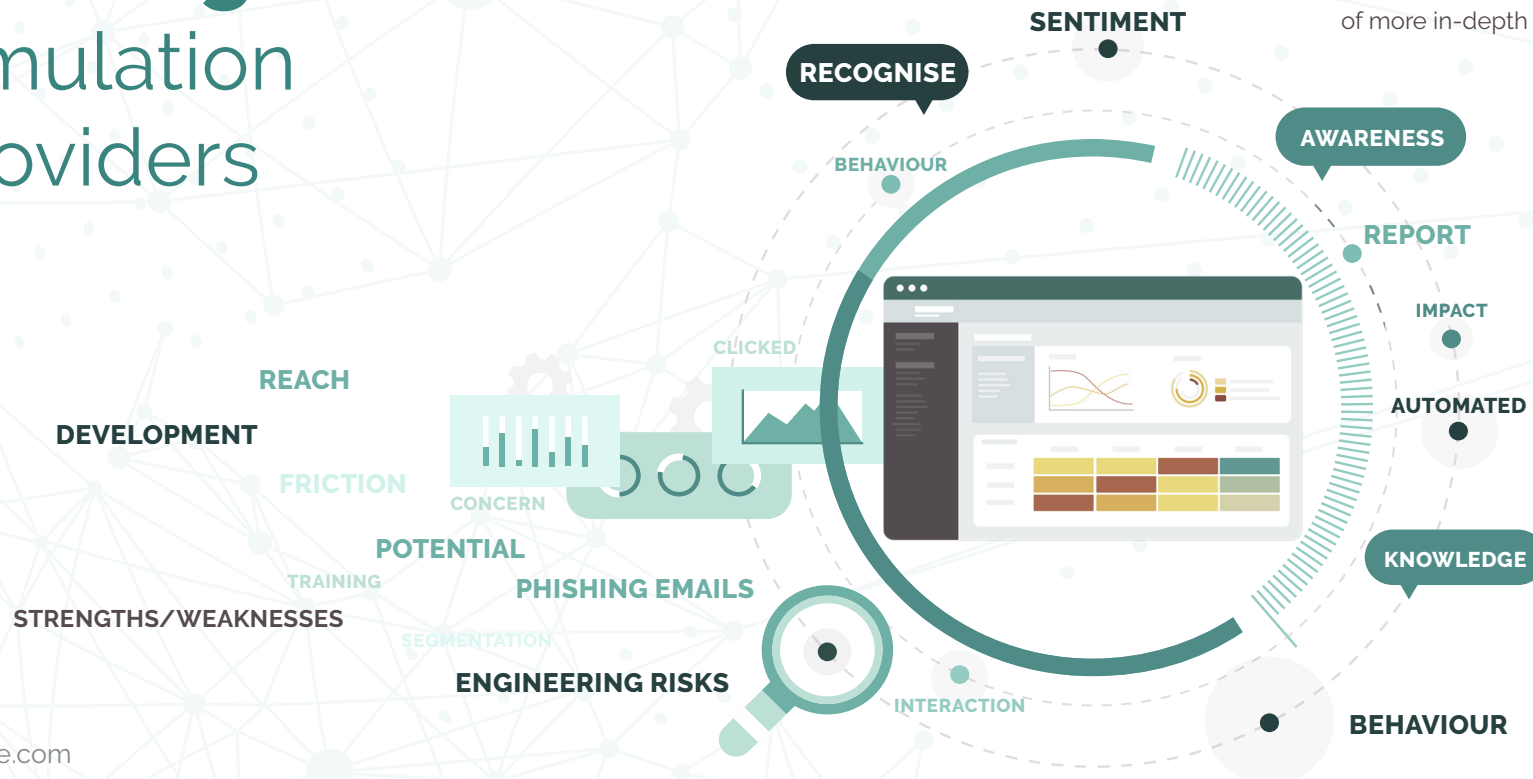 mulation
oviders
SENTIMENT
of more in-depth
RECOGNISE
AWARENESS
BEHAVIOUR
REPORT
IMPACT
CLICKED
REACH
AUTOMATED
DEVELOPMENT
FRICTION
CONCERN
POTENTIAL
KNOWLEDGE
TRAINING
PHISHING EMAILS
STRENGTHS/WEAKNESSES
SEGMENTATION
ENGINEERING RISKS
INTERACTION
BEHAVIOUR
e.com